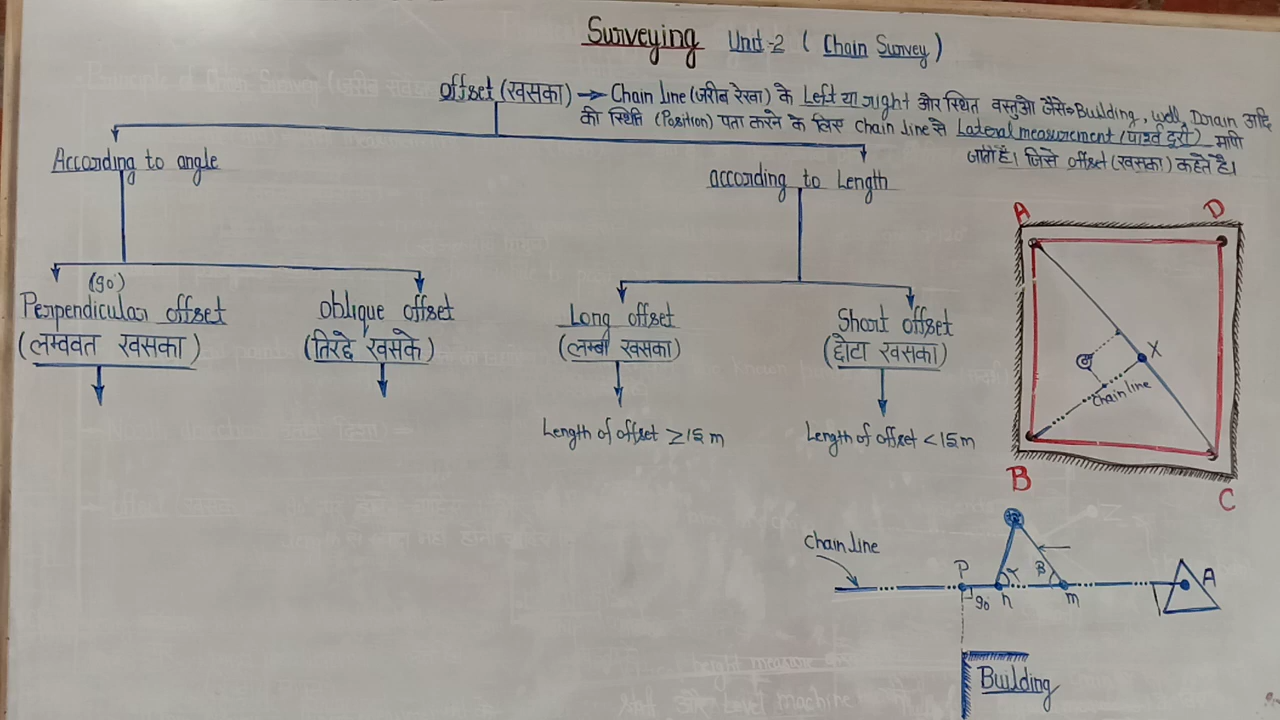 Surveying Unit-2 ( Chain Survey )
offset (खसका) → Chain line (जरीब रेखा) के Left या right ओर स्थित वस्तुओ जैसे Building, well, Drain आदि
की स्थिति (Position) पता करने के लिए Chain line से Lateral measurement (पार्श्व दूरी) मापी
जाती है। जिसे offset (खसका) कहते है।
According to angle
according to Length
(90°)
Perpendicular offset
(लम्बवत खसका)
oblique offset
(तिरछे खसके)
Long offset
(लम्बा खसका)
Short offset
(छोटा खसका)
Length of offset ≥ 15 m
Length of offset < 15 m
A D
X
Chain line
B C
Chain line
P 90 n m A
B
Building